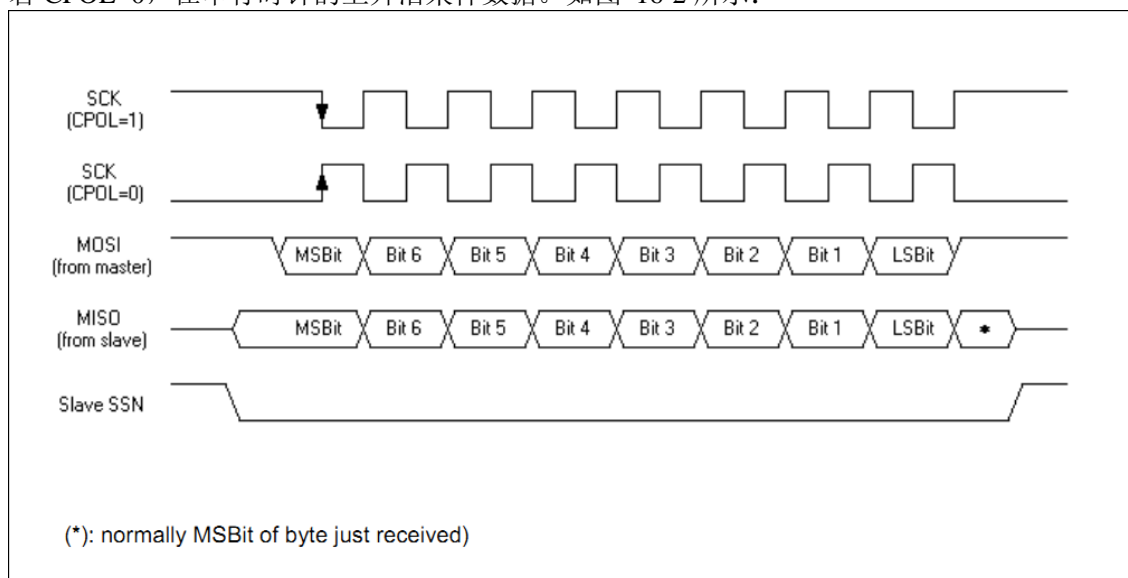 SCK
(CPOL=1)
SCK
(CPOL=0)
MOSI
(from master)
MSBit Bit 6 Bit 5 Bit 4 Bit 3 Bit 2 Bit 1 LSBit
MISO
(from slave)
MSBit Bit 6 Bit 5 Bit 4 Bit 3 Bit 2 Bit 1 LSBit *
Slave SSN
(*): normally MSBit of byte just received)